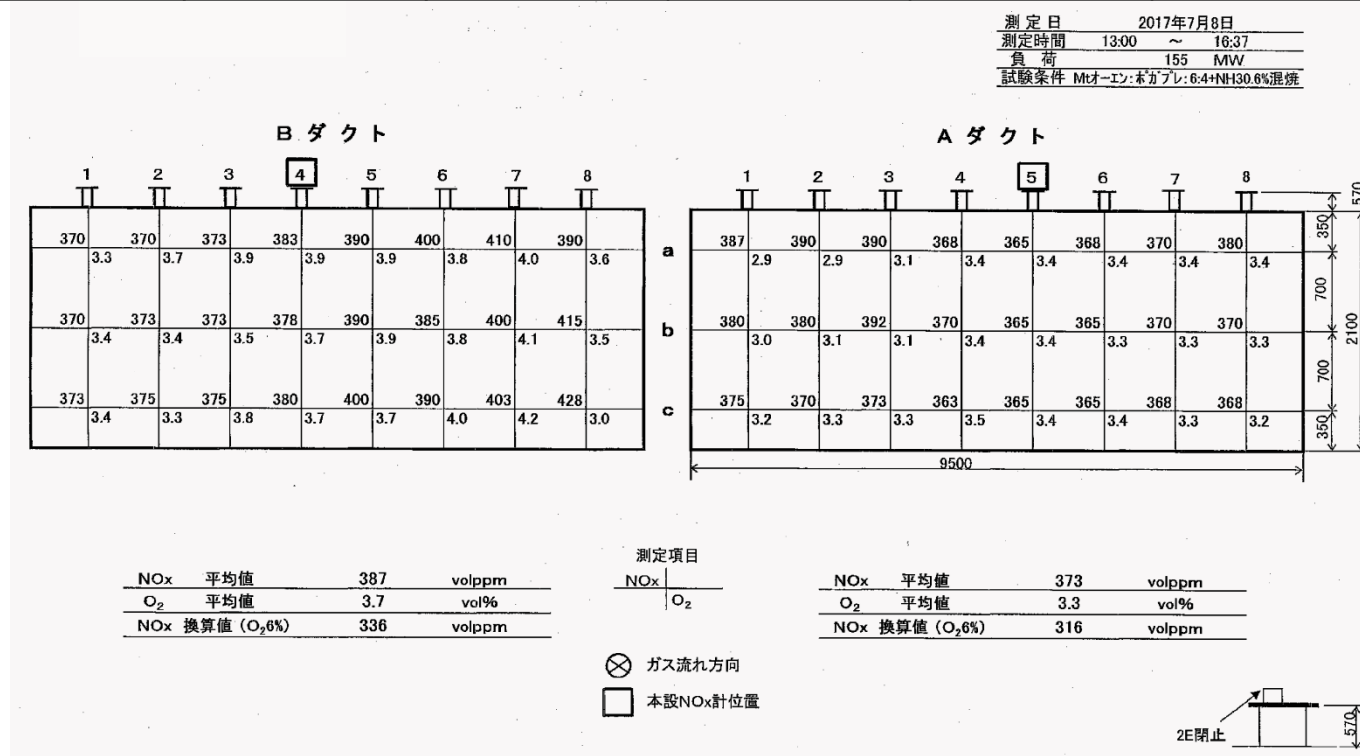 測定日 2017年7月8日
測定時間 13:00 ～ 16:37
負荷 155 MW
試験条件 Mtオーエン:ボガブレ:6:4+NH30.6%混焼
Bダクト
1 2 3 4 5 6 7 8
370 370 373 383 390 400 410 390
3.3 3.7 3.9 3.9 3.9 3.8 4.0 3.6
370 373 373 378 390 385 400 415
3.4 3.4 3.5 3.7 3.9 3.8 4.1 3.5
373 375 375 380 400 390 403 428
3.4 3.3 3.8 3.7 3.7 4.0 4.2 3.0
a
b
c
Aダクト
1 2 3 4 5 6 7 8
387 390 390 368 365 368 370 380
2.9 2.9 3.1 3.4 3.4 3.4 3.4 3.4
380 380 392 370 365 365 370 370
3.0 3.1 3.1 3.4 3.4 3.3 3.3 3.3
375 370 373 363 365 365 368 368
3.2 3.3 3.3 3.5 3.4 3.4 3.3 3.2
570
350
700
700
350
2100
9500
NOx 平均値 387 volppm
O₂ 平均値 3.7 vol%
NOx 換算値 (O₂6%) 336 volppm
測定項目
NOx
O₂
NOx 平均値 373 volppm
O₂ 平均値 3.3 vol%
NOx 換算値 (O₂6%) 316 volppm
ガス流れ方向
本設NOx計位置
2E閉止
570